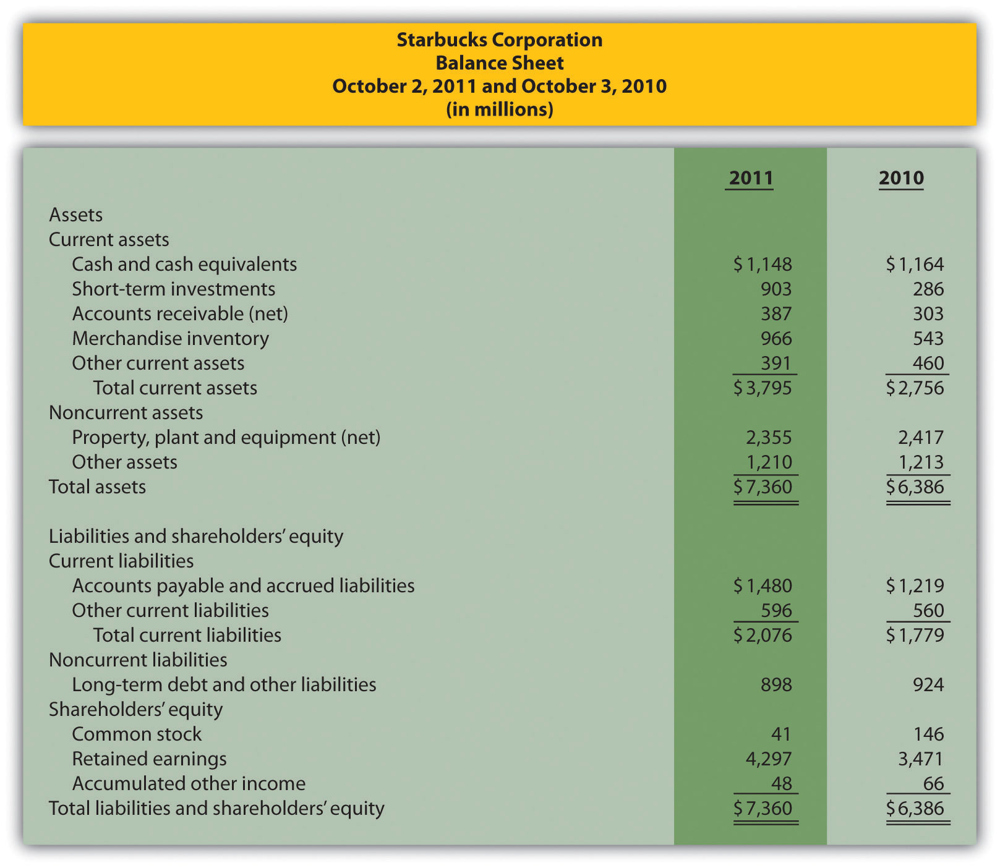 Starbucks Corporation
Balance Sheet
October 2, 2011 and October 3, 2010
(in millions)
2011 2010
Assets
Current assets
Cash and cash equivalents $ 1,148 $ 1,164
Short-term investments 903 286
Accounts receivable (net) 387 303
Merchandise inventory 966 543
Other current assets 391 460
Total current assets $ 3,795 $ 2,756
Noncurrent assets
Property, plant and equipment (net) 2,355 2,417
Other assets 1,210 1,213
Total assets $ 7,360 $ 6,386
Liabilities and shareholders’ equity
Current liabilities
Accounts payable and accrued liabilities $ 1,480 $ 1,219
Other current liabilities 596 560
Total current liabilities $ 2,076 $ 1,779
Noncurrent liabilities
Long-term debt and other liabilities 898 924
Shareholders’ equity
Common stock 41 146
Retained earnings 4,297 3,471
Accumulated other income 48 66
Total liabilities and shareholders’ equity $ 7,360 $ 6,386